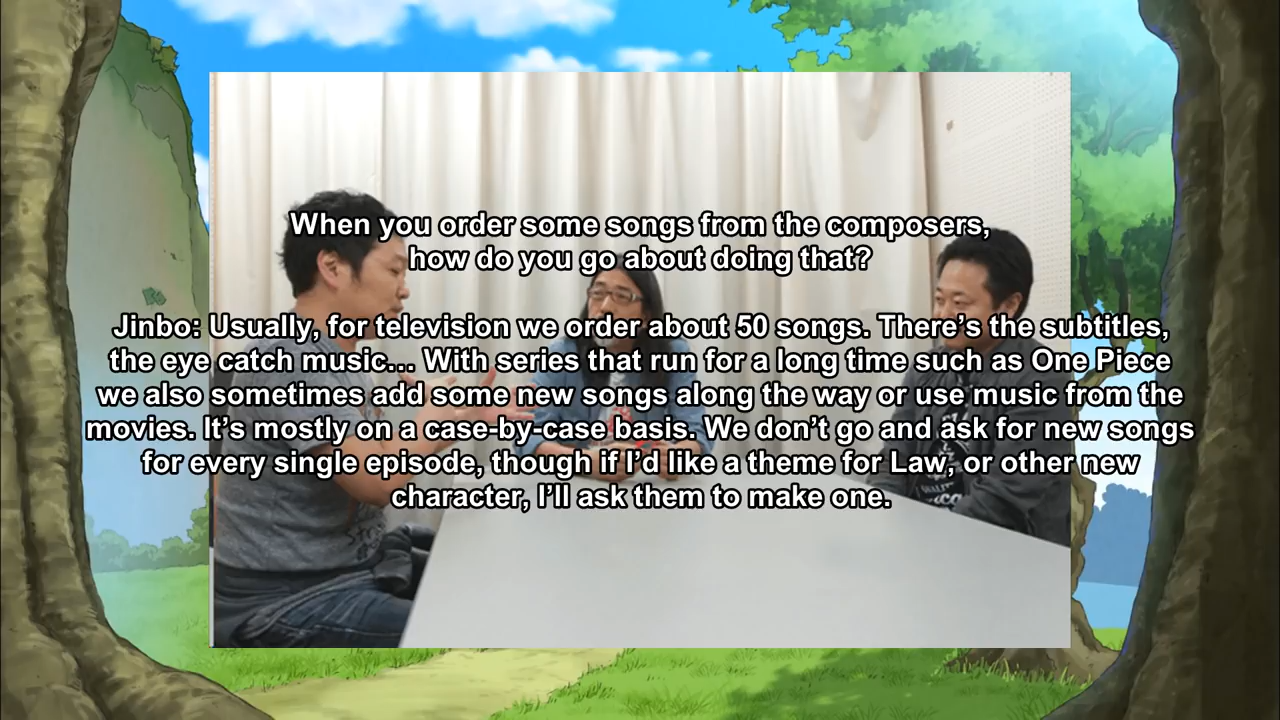 When you order some songs from the composers,
how do you go about doing that?
Jinbo: Usually, for television we order about 50 songs. There's the subtitles,
the eye catch music... With series that run for a long time such as One Piece
we also sometimes add some new songs along the way or use music from the
movies. It's mostly on a case-by-case basis. We don't go and ask for new songs
for every single episode, though if I'd like a theme for Law, or other new
character, I'll ask them to make one.